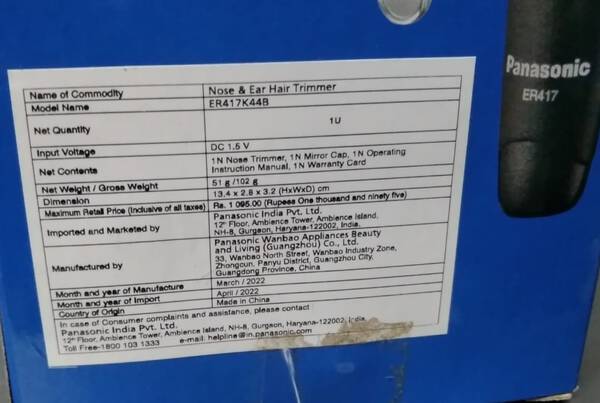 Panasonic
ER417
Name of Commodity Nose & Ear Hair Trimmer
Model Name ER417K44B
Net Quantity 1U
Input Voltage DC 1.5 V
Net Contents 1N Nose Trimmer, 1N Mirror Cap, 1N Operating
Instruction Manual, 1N Warranty Card
Net Weight / Gross Weight 51 g /102 g
Dimension 13.4 x 2.8 x 3.2 (HxWxD) cm
Maximum Retail Price (Inclusive of all taxes) Rs. 1 095.00 (Rupees One thousand and ninety five)
Imported and Marketed by Panasonic India Pvt. Ltd.
12th Floor, Ambience Tower, Ambience Island,
NH-8, Gurgaon, Haryana-122002, India.
Manufactured by Panasonic Wanbao Appliances Beauty
and Living (Guangzhou) Co., Ltd.
33, Wanbao North Street, Wanbao Industry Zone,
Zhongcun, Panyu District, Guangzhou City,
Guangdong Province, China
Month and year of Manufacture March / 2022
Month and year of Import April / 2022
Country of Origin Made in China
In case of Consumer complaints and assistance, please contact
Panasonic India Pvt. Ltd.
12th Floor, Ambience Tower, Ambience Island, NH-8, Gurgaon, Haryana-122002, India.
Toll Free-1800 103 1333 e-mail: helpline@in.panasonic.com